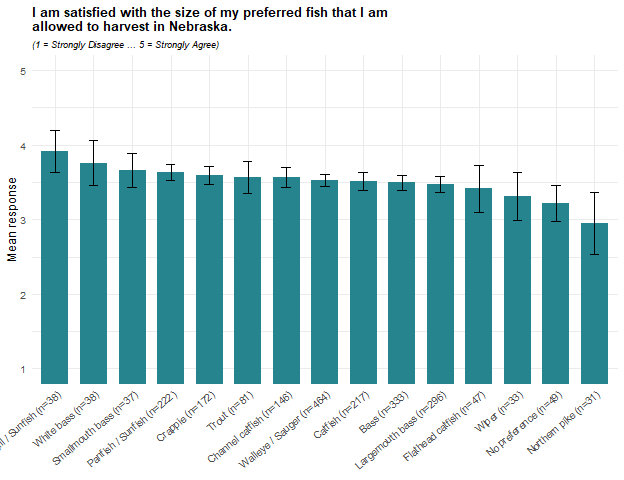 I am satisfied with the size of my preferred fish that I am
allowed to harvest in Nebraska.
(1 = Strongly Disagree ... 5 = Strongly Agree)
Mean response
5
4
3
2
1
/ Sunfish (n=38)
White bass (n=38)
Smallmouth bass (n=37)
Panfish / Sunfish (n=222)
Crappie (n=172)
Trout (n=81)
Channel catfish (n=146)
Walleye / Sauger (n=464)
Catfish (n=217)
Bass (n=333)
Largemouth bass (n=296)
Flathead catfish (n=47)
Wiper (n=33)
No preference (n=49)
Northern pike (n=31)